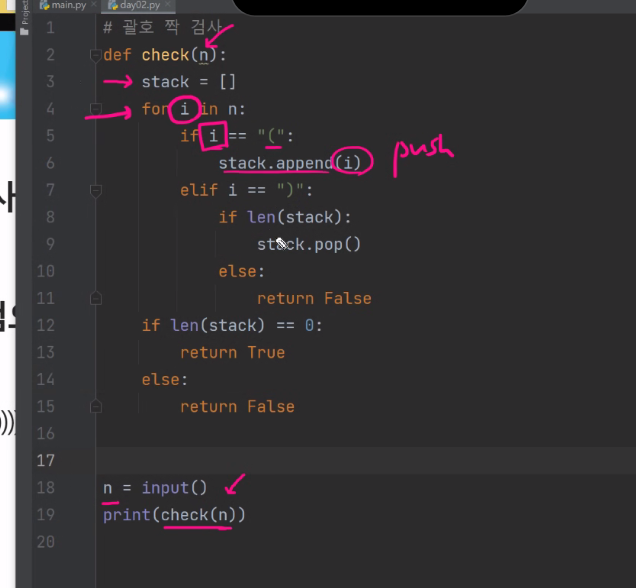 main.py × day02.py ×
Project
1 # 괄호 짝 검사
2 def check(n):
3 stack = []
4 for i in n:
5 if i == "(":
6 stack.append(i) push
7 elif i == ")":
8 if len(stack):
9 stack.pop()
10 else:
11 return False
12 if len(stack) == 0:
13 return True
14 else:
15 return False
16
17
18 n = input()
19 print(check(n))
20
)))